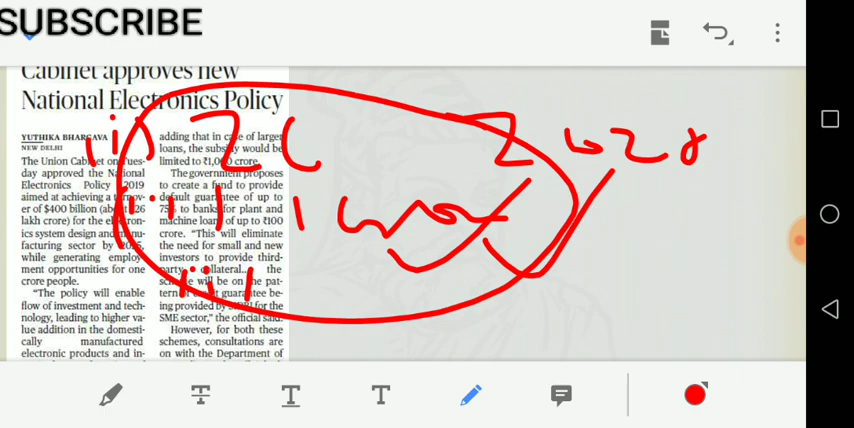 SUBSCRIBE
Cabinet approves new
National Electronics Policy
YUTHIKA BHARGAVA
NEW DELHI
The Union Cabinet on Tues-
day approved the National
Electronics Policy 2019
aimed at achieving a turnov-
er of $400 billion (about ₹26
lakh crore) for the electron-
ics system design and manu-
facturing sector by 2025,
while generating employ-
ment opportunities for one
crore people.
“The policy will enable
flow of investment and tech-
nology, leading to higher va-
lue addition in the domesti-
cally manufactured
electronic products and in-
adding that in case of larger
loans, the subsidy would be
limited to ₹1,000 crore.
The government proposes
to create a fund to provide
default guarantee of up to
75% to banks for plant and
machine loan of up to ₹100
crore. “This will eliminate
the need for small and new
investors to provide third-
party collateral... the
scheme will be on the pat-
tern of credit guarantee be-
ing provided by SIDBI for the
SME sector,” the official said.
However, for both these
schemes, consultations are
on with the Department of